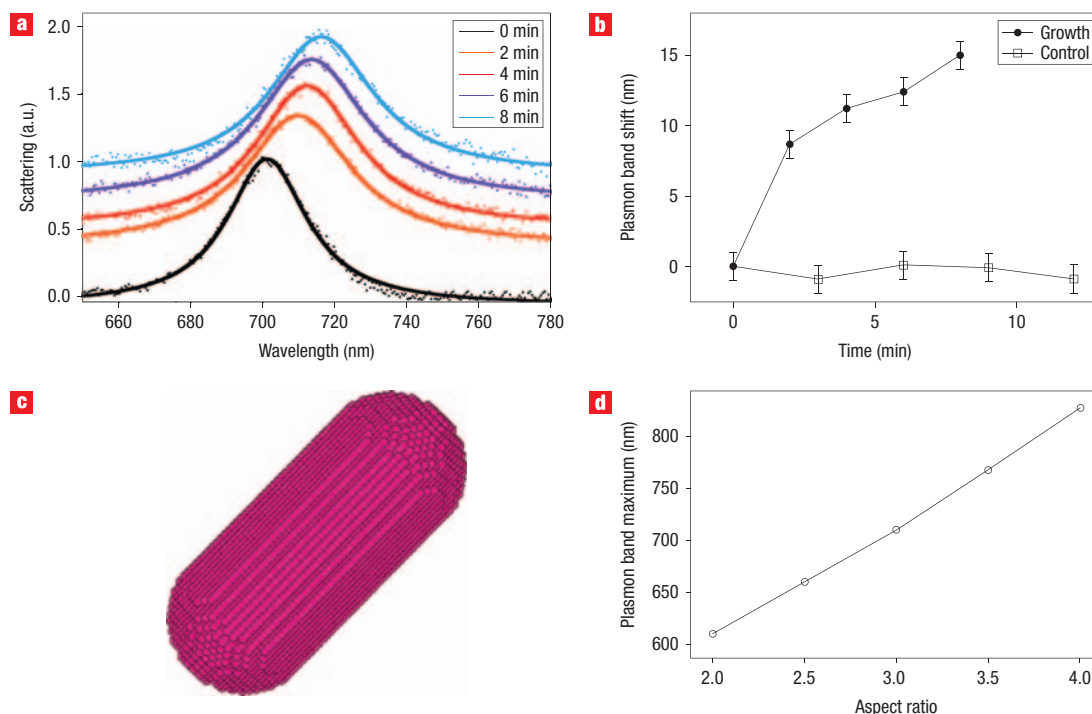 a
2.0
1.5
1.0
0.5
0.0
Scattering (a.u.)
660 680 700 720 740 760 780
Wavelength (nm)
0 min
2 min
4 min
6 min
8 min
b
15
10
5
0
Plasmon band shift (nm)
0 5 10
Time (min)
Growth
Control
c
d
800
750
700
650
600
Plasmon band maximum (nm)
2.0 2.5 3.0 3.5 4.0
Aspect ratio